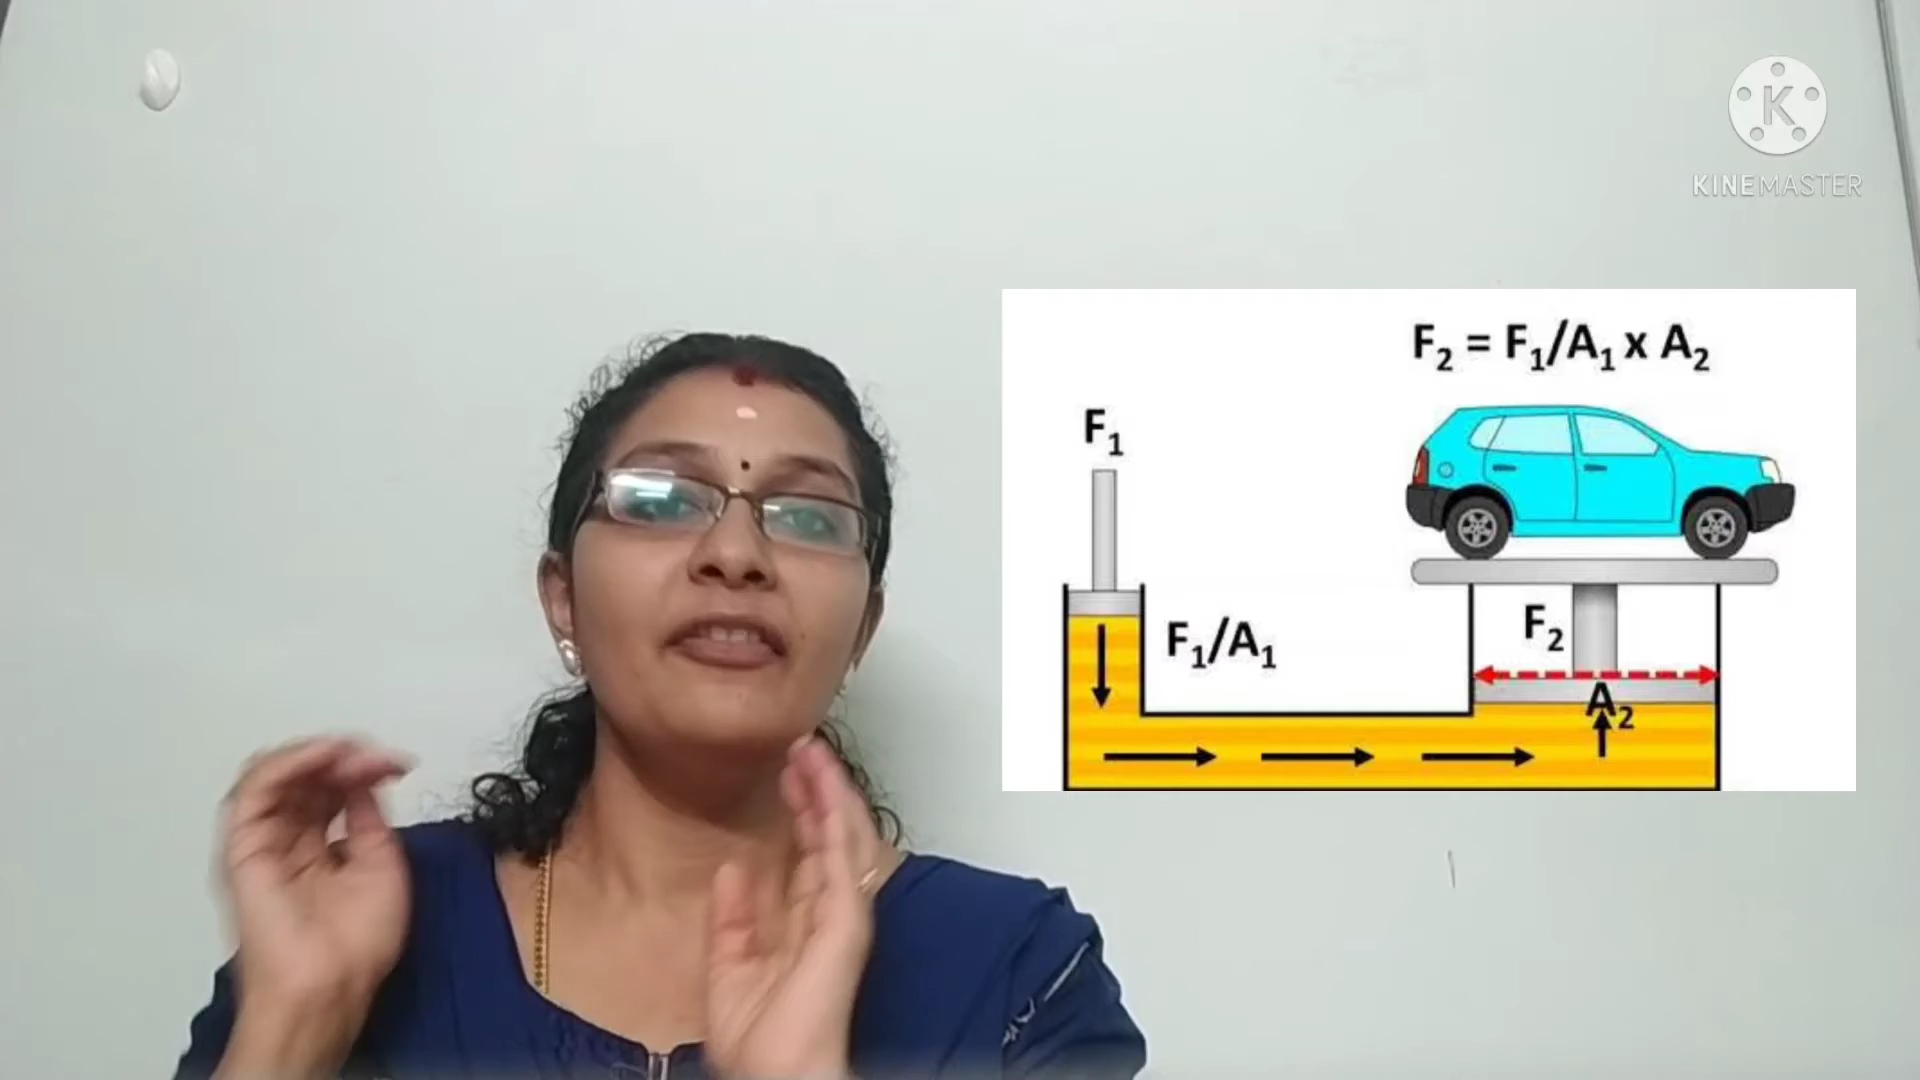 KINEMASTER
F₂ = F₁/A₁ x A₂
F₁
F₁/A₁
F₂
A₂